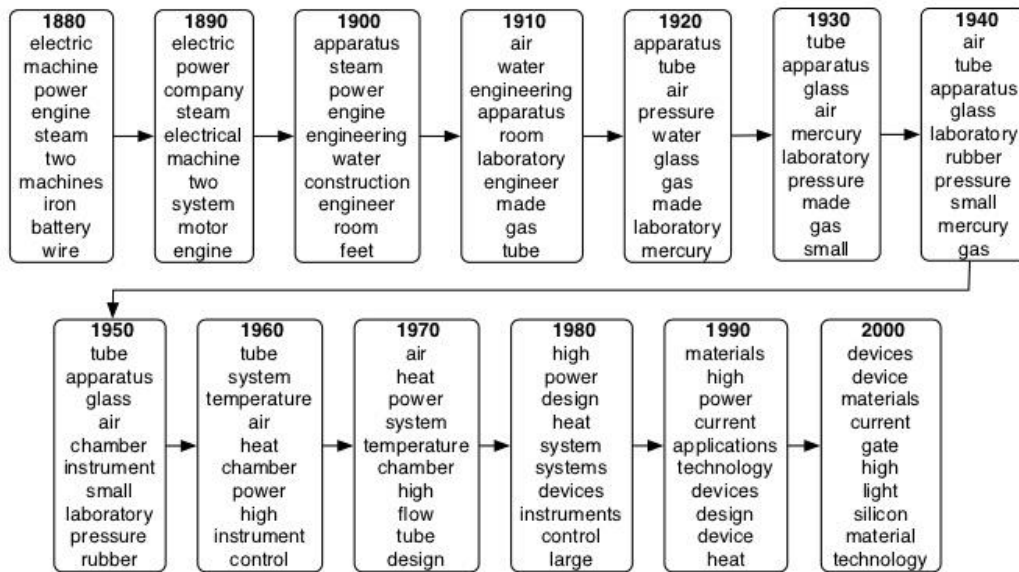 1880
electric
machine
power
engine
steam
two
machines
iron
battery
wire
1890
electric
power
company
steam
electrical
machine
two
system
motor
engine
1900
apparatus
steam
power
engine
engineering
water
construction
engineer
room
feet
1910
air
water
engineering
apparatus
room
laboratory
engineer
made
gas
tube
1920
apparatus
tube
air
pressure
water
glass
gas
made
laboratory
mercury
1930
tube
apparatus
glass
air
mercury
laboratory
pressure
made
gas
small
1940
air
tube
apparatus
glass
laboratory
rubber
pressure
small
mercury
gas
1950
tube
apparatus
glass
air
chamber
instrument
small
laboratory
pressure
rubber
1960
tube
system
temperature
air
heat
chamber
power
high
instrument
control
1970
air
heat
power
system
temperature
chamber
high
flow
tube
design
1980
high
power
design
heat
system
systems
devices
instruments
control
large
1990
materials
high
power
current
applications
technology
devices
design
device
heat
2000
devices
device
materials
current
gate
high
light
silicon
material
technology